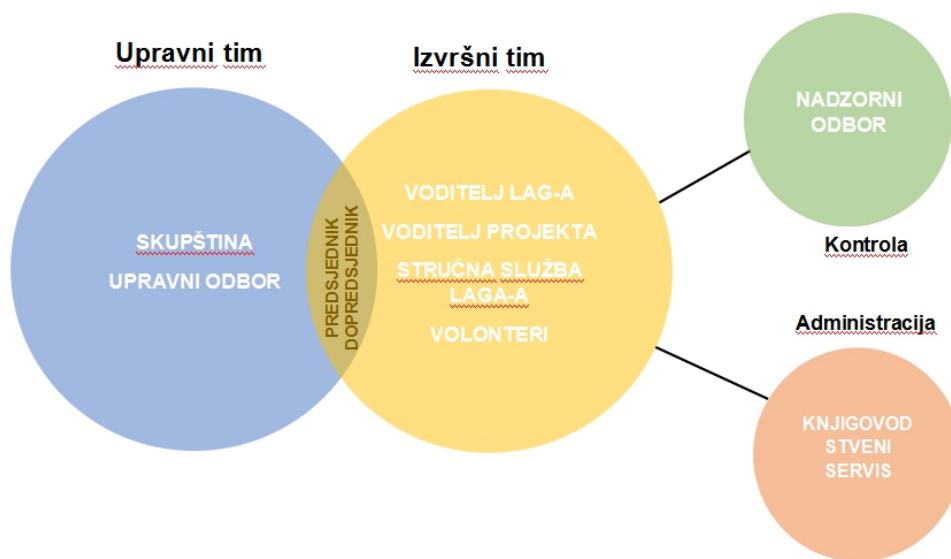 Upravni tim
Izvršni tim
SKUPŠTINA
UPRAVNI ODBOR
PREDSJEDNIK
DOPREDSJEDNIK
VODITELJ LAG-A
VODITELJ PROJEKTA
STRUČNA SLUŽBA
LAGA-A
VOLONTERI
NADZORNI
ODBOR
Kontrola
Administracija
KNJIGOVOD
STVENI
SERVIS